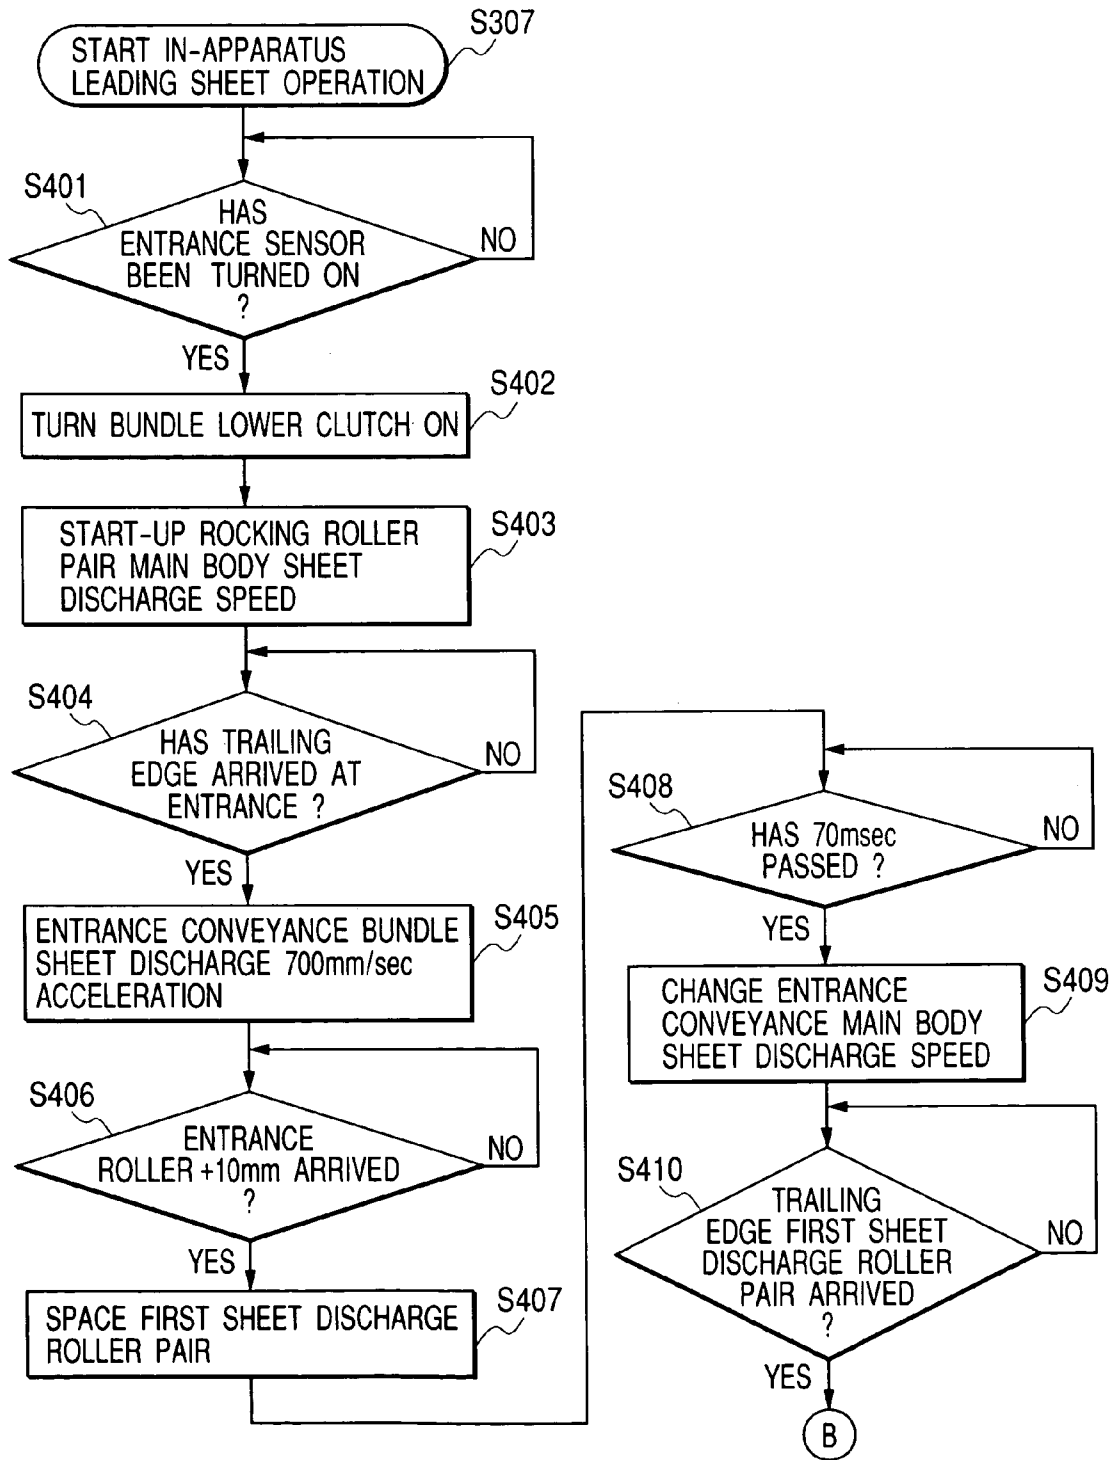 S307
START IN-APPARATUS
LEADING SHEET OPERATION
S401
HAS
ENTRANCE SENSOR
BEEN TURNED ON
?
NO
YES
S402
TURN BUNDLE LOWER CLUTCH ON
S403
START-UP ROCKING ROLLER
PAIR MAIN BODY SHEET
DISCHARGE SPEED
S404
HAS TRAILING
EDGE ARRIVED AT
ENTRANCE ?
NO
YES
S405
ENTRANCE CONVEYANCE BUNDLE
SHEET DISCHARGE 700mm/sec
ACCELERATION
S406
ENTRANCE
ROLLER +10mm ARRIVED
?
NO
YES
S407
SPACE FIRST SHEET DISCHARGE
ROLLER PAIR
S408
HAS 70msec
PASSED ?
NO
YES
S409
CHANGE ENTRANCE
CONVEYANCE MAIN BODY
SHEET DISCHARGE SPEED
S410
TRAILING
EDGE FIRST SHEET
DISCHARGE ROLLER
PAIR ARRIVED
?
NO
YES
B